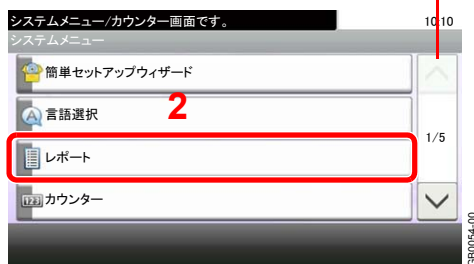 システムメニュー/カウンター画面です。
10:10
システムメニュー
簡単セットアップウィザード
言語選択
2
レポート
1/5
カウンター
GB0054-00